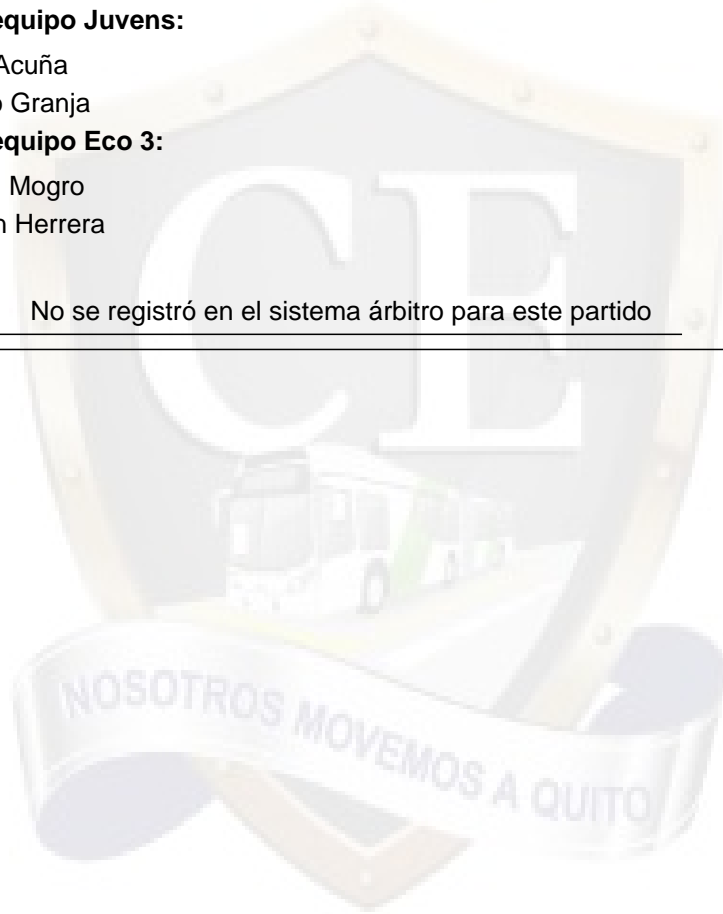 equipo Juvens:
Acuña
o Granja
equipo Eco 3:
Mogro
n Herrera
No se registró en el sistema árbitro para este partido
CE
NOSOTROS MOVEMOS A QUITO